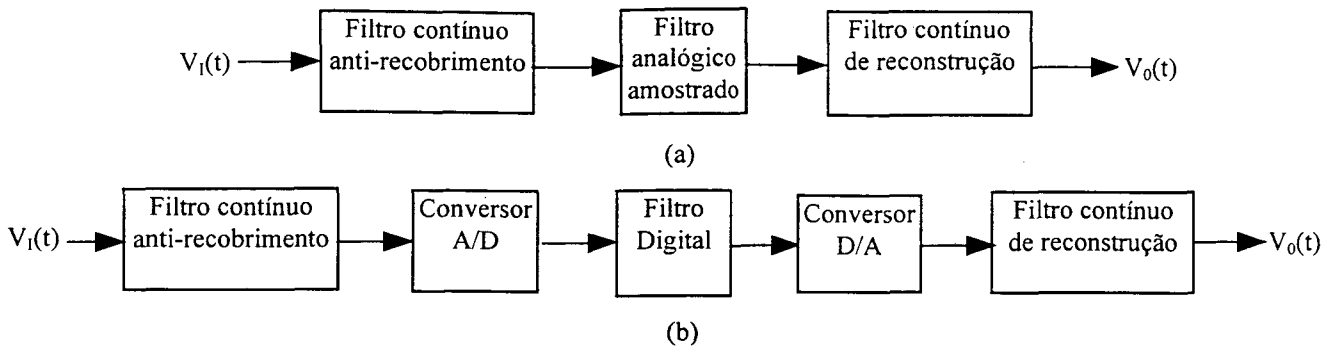 V_I(t)
Filtro contínuo
anti-recobrimento
Filtro
analógico
amostrado
Filtro contínuo
de reconstrução
V_0(t)
(a)
V_I(t)
Filtro contínuo
anti-recobrimento
Conversor
A/D
Filtro
Digital
Conversor
D/A
Filtro contínuo
de reconstrução
V_0(t)
(b)